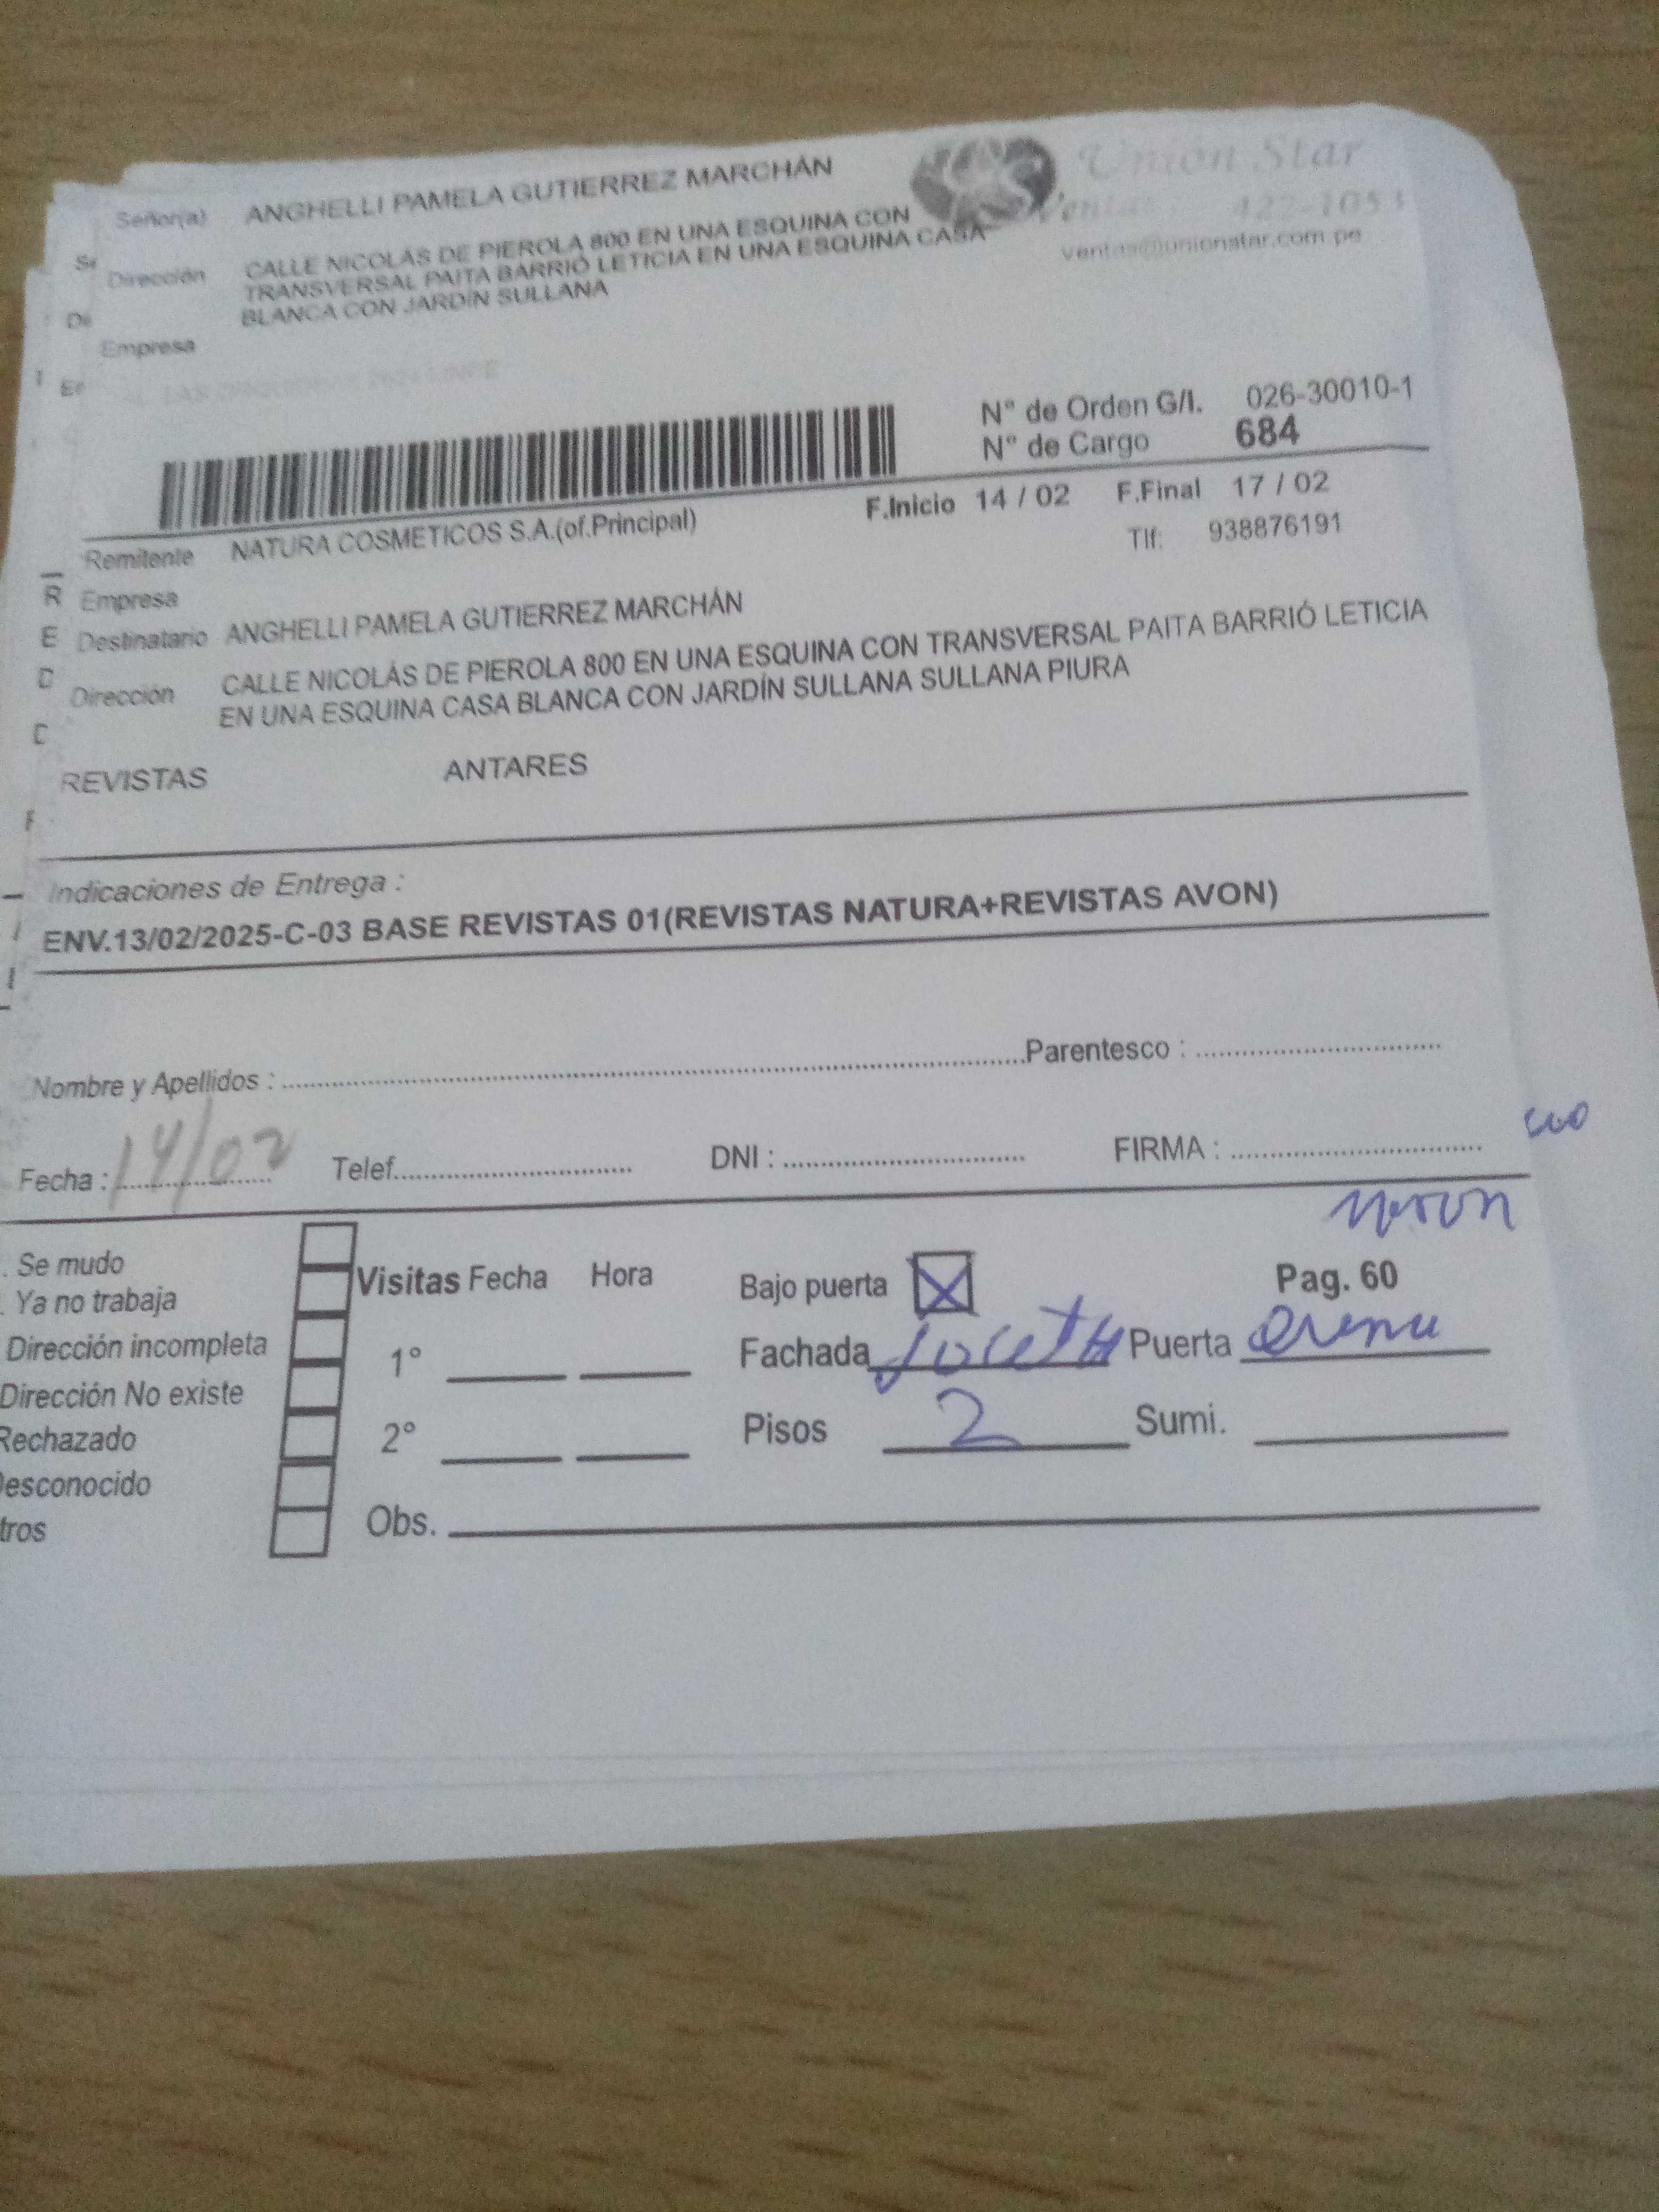 Señor(a) ANGHELLI PAMELA GUTIERREZ MARCHÁN
Unión Star
Ventas 422-1053
ventas@unionstar.com.pe
Dirección CALLE NICOLÁS DE PIEROLA 800 EN UNA ESQUINA CON
TRANSVERSAL PAITA BARRIÓ LETICIA EN UNA ESQUINA CASA
BLANCA CON JARDÍN SULLANA
Empresa
N° de Orden G/I. 026-30010-1
N° de Cargo 684
F.Inicio 14 / 02 F.Final 17 / 02
Remitente NATURA COSMETICOS S.A.(of.Principal) Tlf: 938876191
Empresa
Destinatario ANGHELLI PAMELA GUTIERREZ MARCHÁN
Dirección CALLE NICOLÁS DE PIEROLA 800 EN UNA ESQUINA CON TRANSVERSAL PAITA BARRIÓ LETICIA
EN UNA ESQUINA CASA BLANCA CON JARDÍN SULLANA SULLANA PIURA
REVISTAS ANTARES
Indicaciones de Entrega :
ENV.13/02/2025-C-03 BASE REVISTAS 01(REVISTAS NATURA+REVISTAS AVON)
Nombre y Apellidos : Parentesco :
Fecha : 14/02 Telef. DNI : FIRMA :
Se mudo
Ya no trabaja
Dirección incompleta
Dirección No existe
Rechazado
Desconocido
tros
Visitas Fecha Hora
1°
2°
Obs.
Bajo puerta Pag. 60
Fachada Puerta
Pisos 2 Sumi.